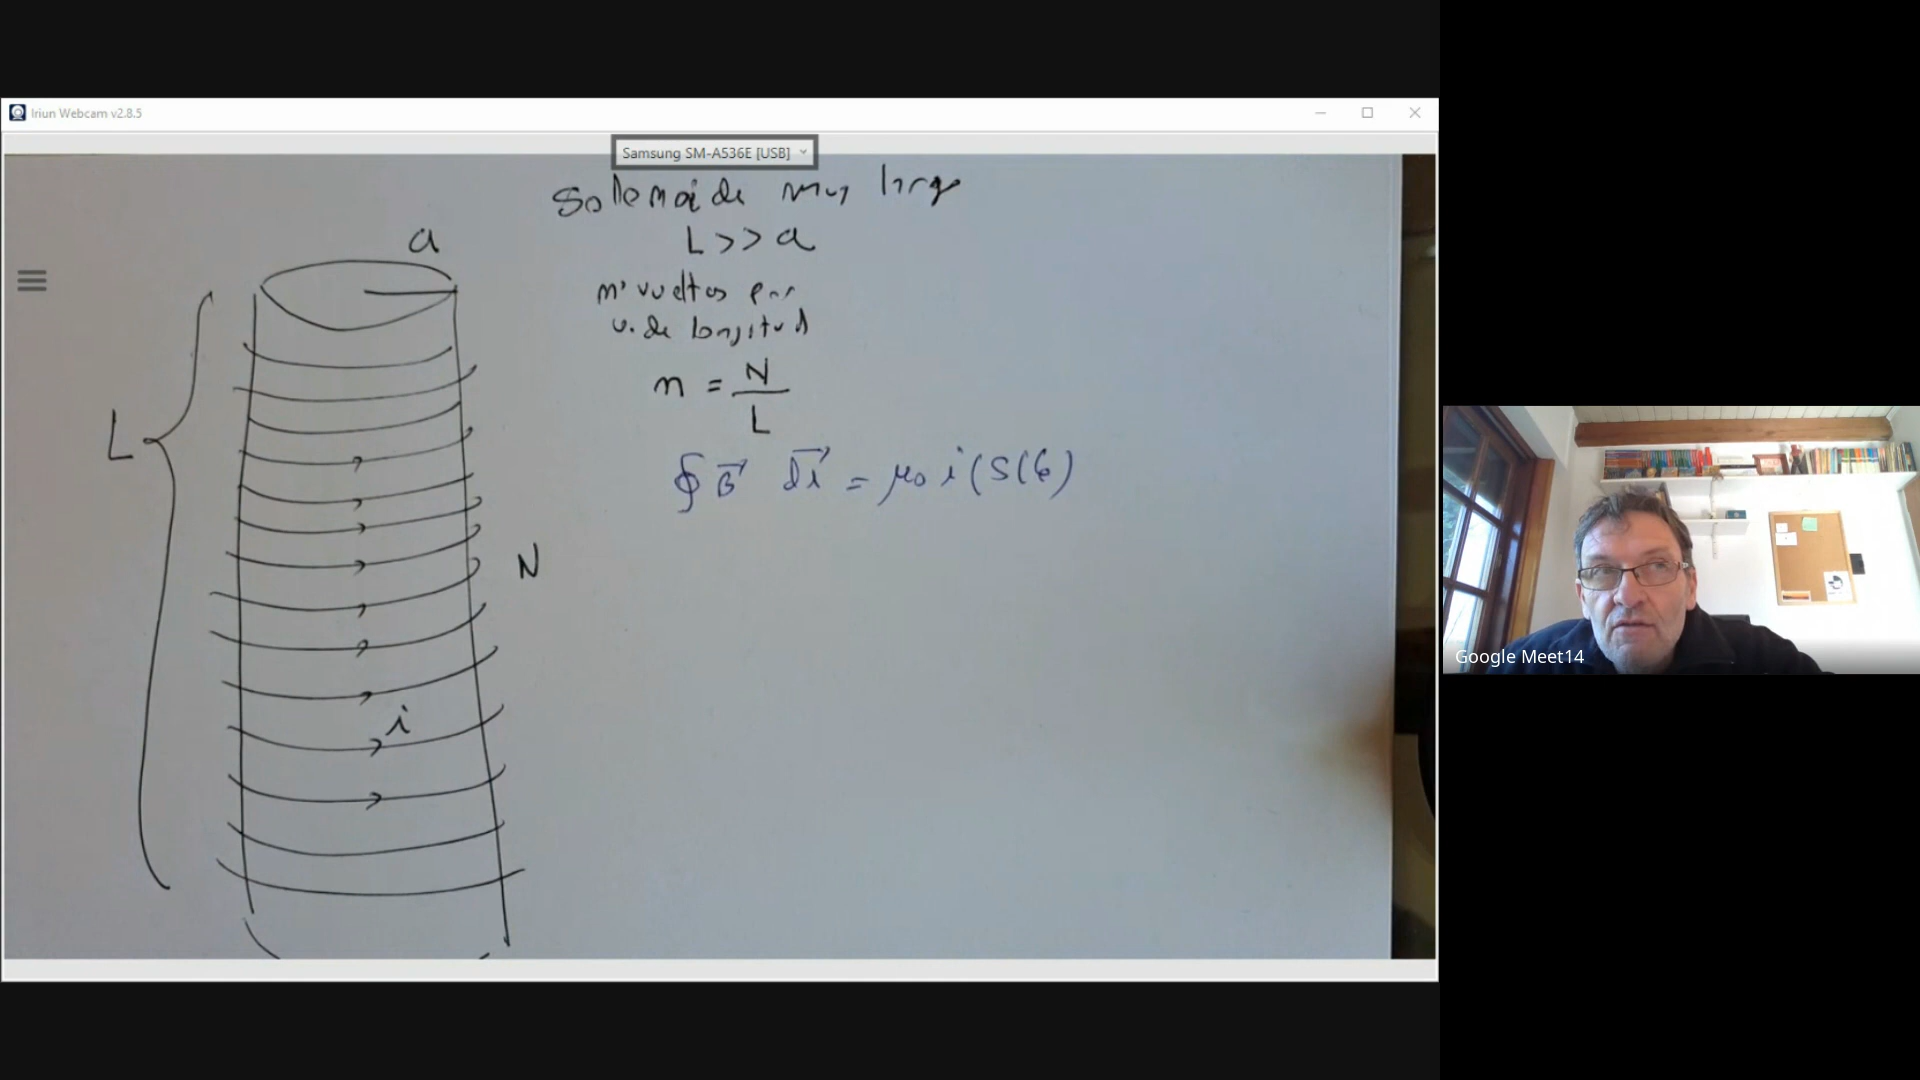 Iriun Webcam v2.8.5
Samsung SM-A536E [USB]
Solenoide muy largo
L >> a
a
nº vueltas por
u. de longitud
n = N / L
L
∮ B⃗ dl⃗ = μ₀ i (S(C))
N
i
Google Meet14